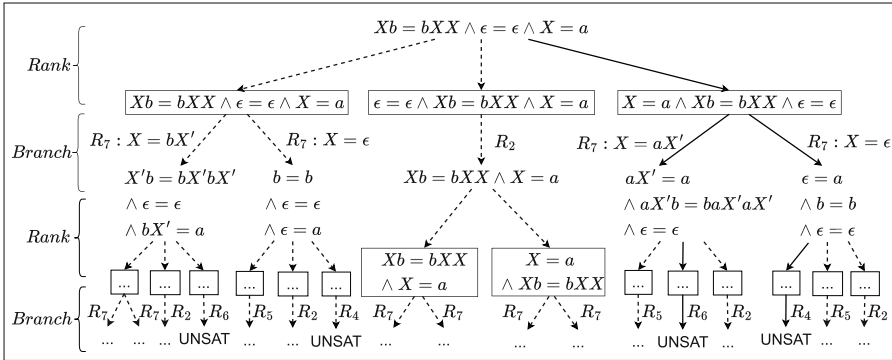 Xb = bXX ∧ ϵ = ϵ ∧ X = a
Rank
Xb = bXX ∧ ϵ = ϵ ∧ X = a
ϵ = ϵ ∧ Xb = bXX ∧ X = a
X = a ∧ Xb = bXX ∧ ϵ = ϵ
Branch
R₇ : X = bX′
R₇ : X = ϵ
R₂
R₇ : X = aX′
R₇ : X = ϵ
X′b = bX′bX′
∧ ϵ = ϵ
∧ bX′ = a
b = b
∧ ϵ = ϵ
∧ ϵ = a
Xb = bXX ∧ X = a
aX′ = a
∧ aX′b = baX′aX′
∧ ϵ = ϵ
ϵ = a
∧ b = b
∧ ϵ = ϵ
Rank
... ... ... ... ... ...
Xb = bXX
∧ X = a
X = a
∧ Xb = bXX
... ... ... ... ... ...
Branch
R₇ R₇ R₂ R₆ R₅ R₂ R₄ R₇ R₇ R₇ R₇ R₅ R₆ R₂ R₄ R₅ R₂
... ... ... UNSAT ... ... UNSAT ... ... ... ... ... UNSAT ... UNSAT ... ...